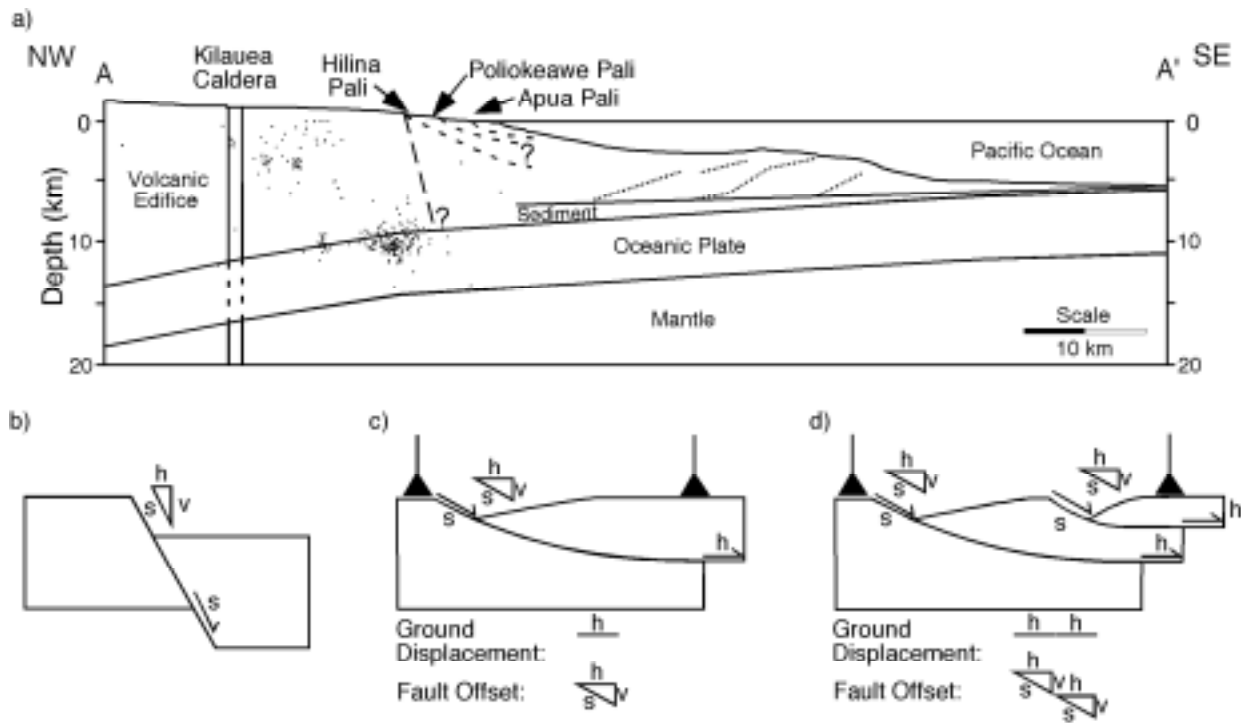 a)
NW
SE
A
Kilauea
Caldera
Hilina
Pali
Poliokeawe Pali
Apua Pali
A'
0
0
Pacific Ocean
Volcanic
Edifice
?
5
Sediment
?
10
10
Oceanic Plate
Depth (km)
Mantle
Scale
10 km
20
20
b)
c)
d)
h
s
v
s
h
s
v
s
h
Ground
Displacement:
h
Fault Offset:
h
s
v
h
s
v
s
h
s
v
s
h
h
Ground
Displacement:
h h
Fault Offset:
h
s
v
h
s
v